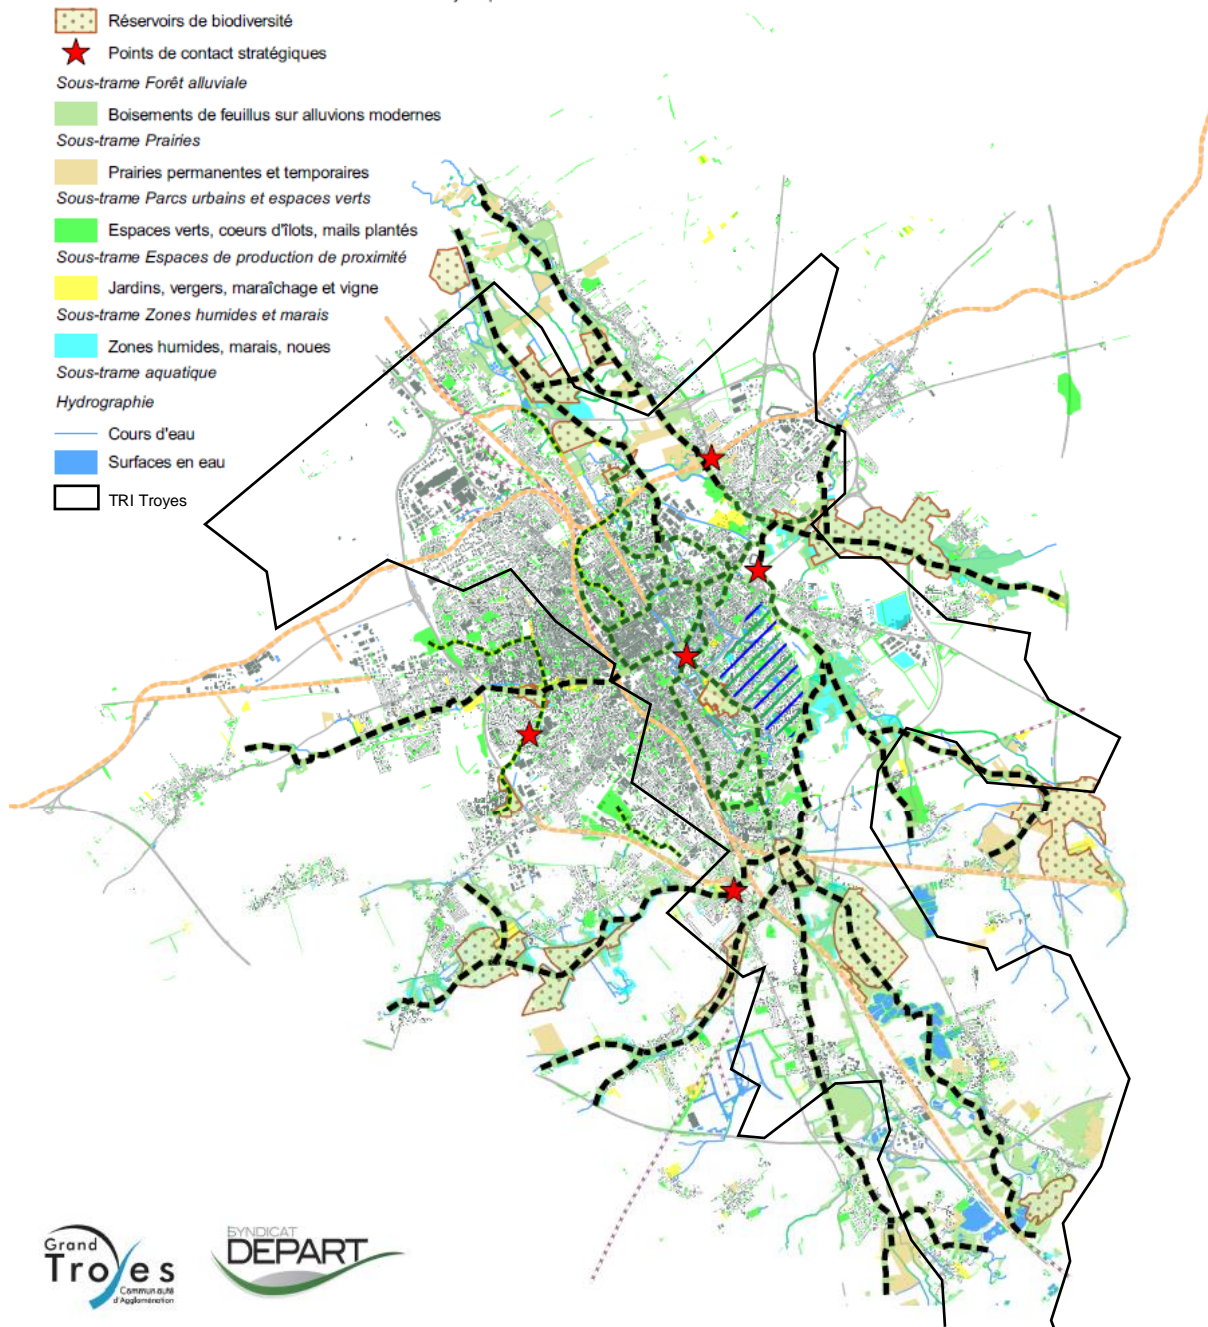 Réservoirs de biodiversité
Points de contact stratégiques
Sous-trame Forêt alluviale
Boisements de feuillus sur alluvions modernes
Sous-trame Prairies
Prairies permanentes et temporaires
Sous-trame Parcs urbains et espaces verts
Espaces verts, coeurs d'îlots, mails plantés
Sous-trame Espaces de production de proximité
Jardins, vergers, maraîchage et vigne
Sous-trame Zones humides et marais
Zones humides, marais, noues
Sous-trame aquatique
Hydrographie
Cours d'eau
Surfaces en eau
TRI Troyes
Grand
Troyes
Communauté
d'Agglomération
SYNDICAT
DEPART